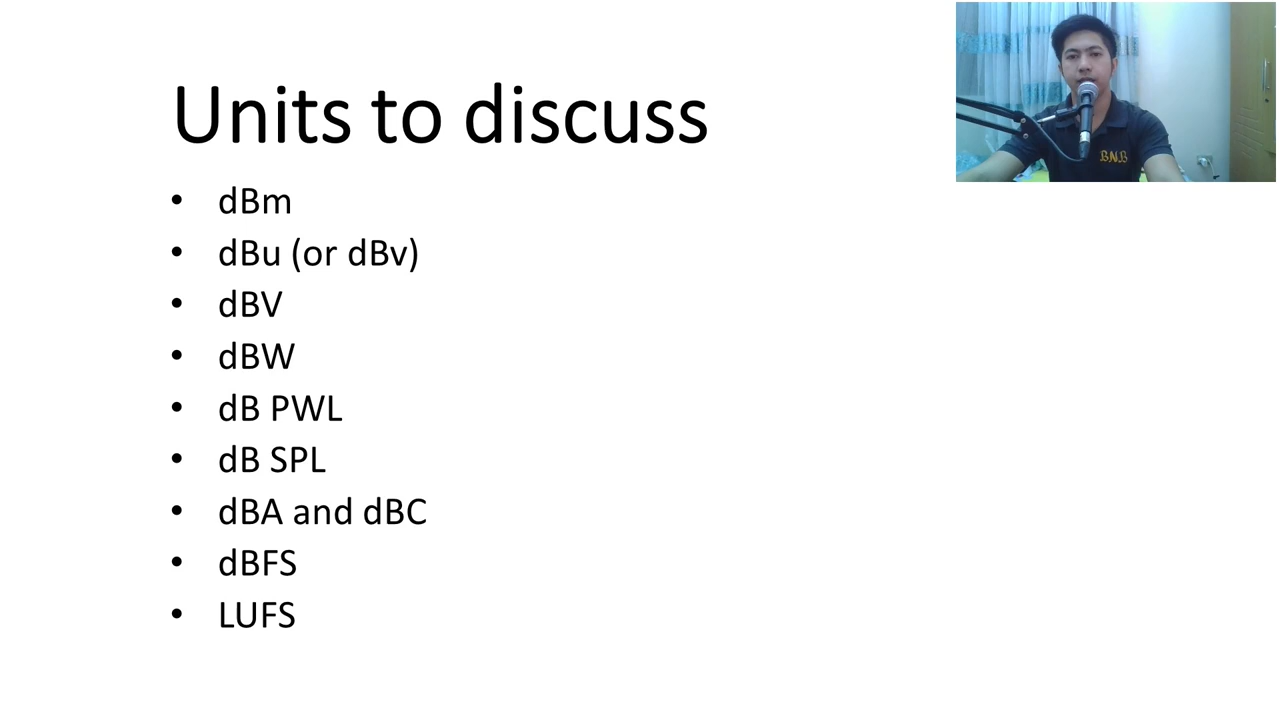 Units to discuss
• dBm
• dBu (or dBv)
• dBV
• dBW
• dB PWL
• dB SPL
• dBA and dBC
• dBFS
• LUFS
B.N.B